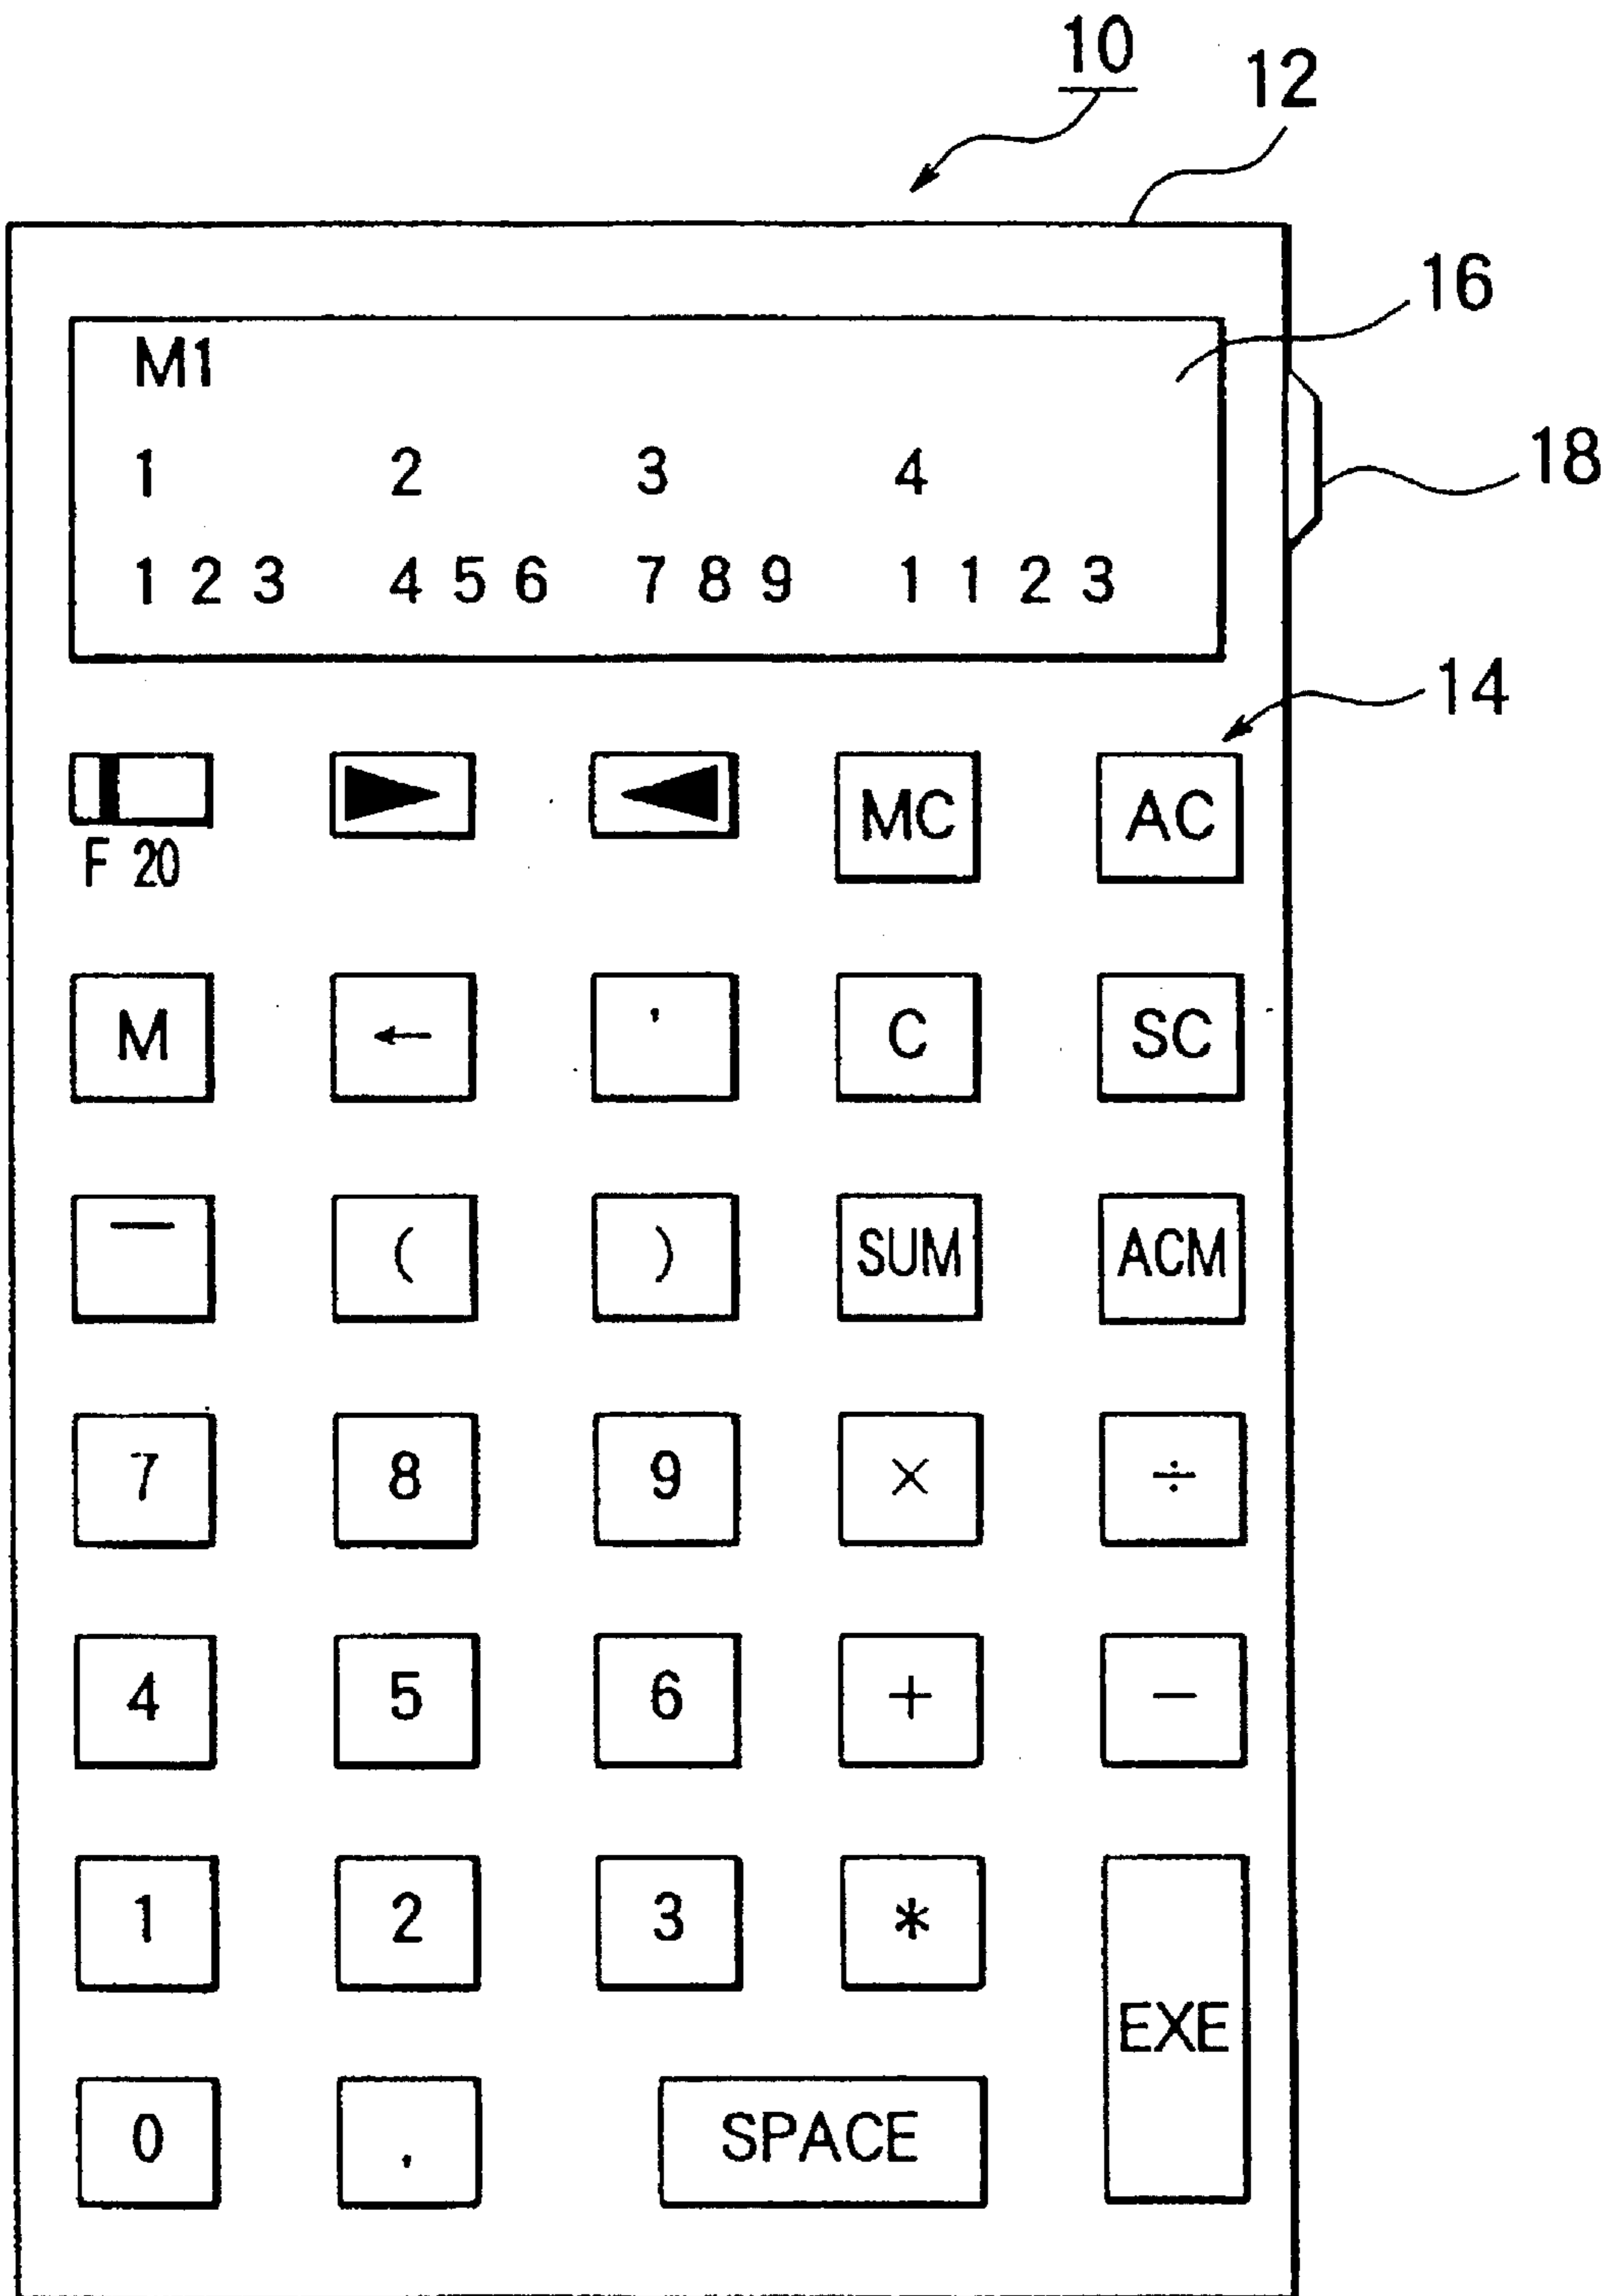 10
12
16
M1
1 2 3 4
18
1 2 3 4 5 6 7 8 9 1 1 2 3
14
MC AC
F 20
M ← ' C SC
‾ ( ) SUM ACM
7 8 9 × ÷
4 5 6 + −
1 2 3 *
EXE
0 . SPACE